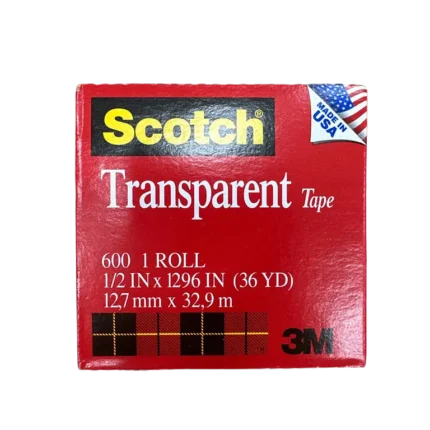 Scotch®
MADE IN
USA
Transparent Tape
600 1 ROLL
1/2 IN x 1296 IN (36 YD)
12,7 mm x 32,9 m
™
3M